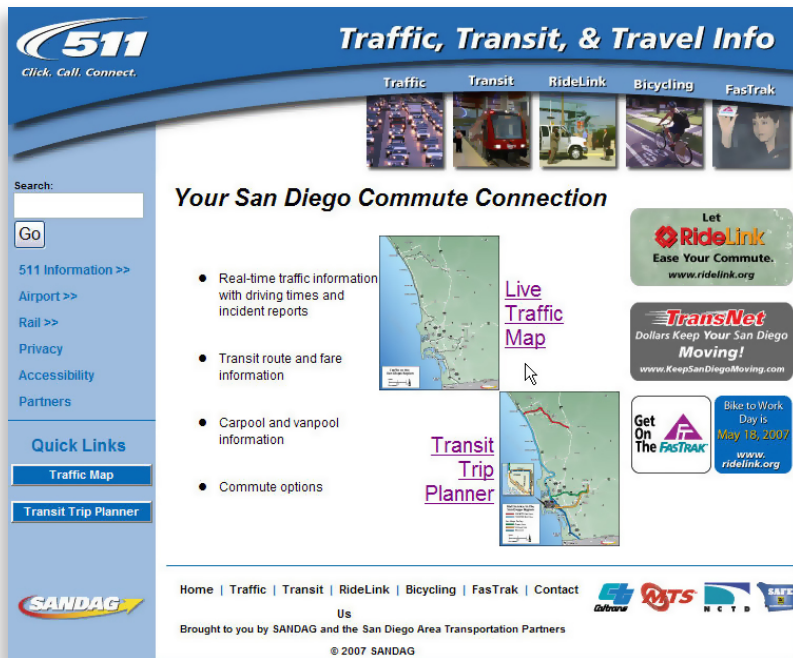 511
Click. Call. Connect.
Traffic, Transit, & Travel Info
Traffic
Transit
RideLink
Bicycling
FasTrak
Search:
Go
511 Information >>
Airport >>
Rail >>
Privacy
Accessibility
Partners
Quick Links
Traffic Map
Transit Trip Planner
SANDAG
Your San Diego Commute Connection
Real-time traffic information
with driving times and
incident reports
Transit route and fare
information
Carpool and vanpool
information
Commute options
Live
Traffic
Map
Transit
Trip
Planner
Let
RideLink
Ease Your Commute.
www.ridelink.org
TransNet
Dollars Keep Your San Diego
Moving!
www.KeepSanDiegoMoving.com
Get
On
The FASTRAK
Bike to Work
Day is
May 18, 2007
www.
ridelink.org
Home | Traffic | Transit | RideLink | Bicycling | FasTrak | Contact
Us
Brought to you by SANDAG and the San Diego Area Transportation Partners
© 2007 SANDAG
Caltrans
MTS
NCTD
SAFE